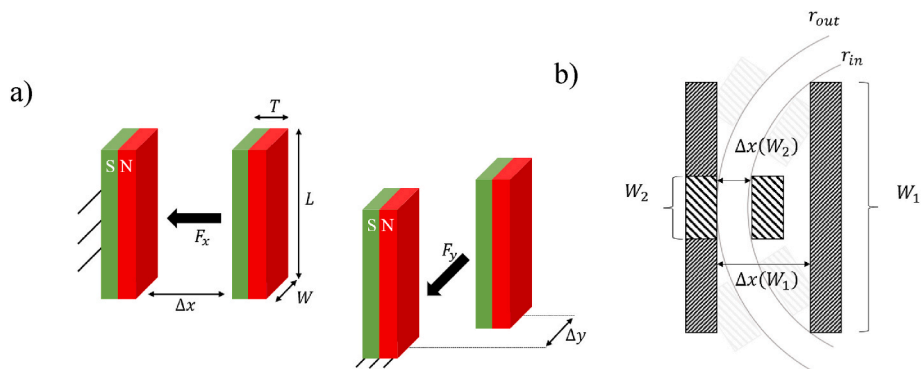 a)
T
S N
L
F_x
W
Δx
S N
F_y
Δy
b)
r_out
r_in
Δx(W_2)
W_2
W_1
Δx(W_1)